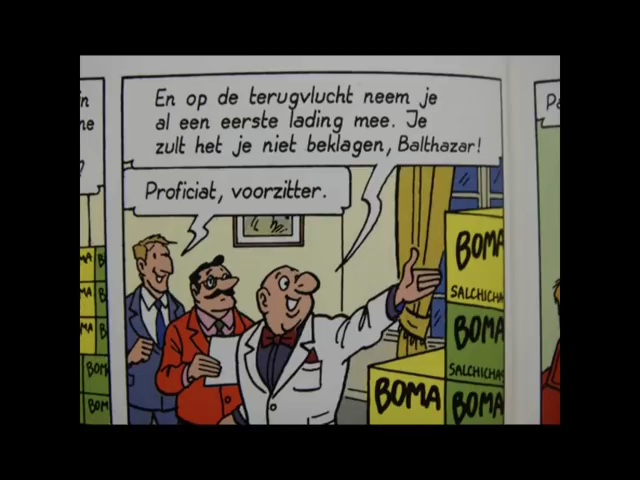 En op de terugvlucht neem je
al een eerste lading mee. Je
zult het je niet beklagen, Balthazar!
Proficiat, voorzitter.
BOMA
SALCHICHA
BOMA
SALCHICHA
BOMA
BOMA